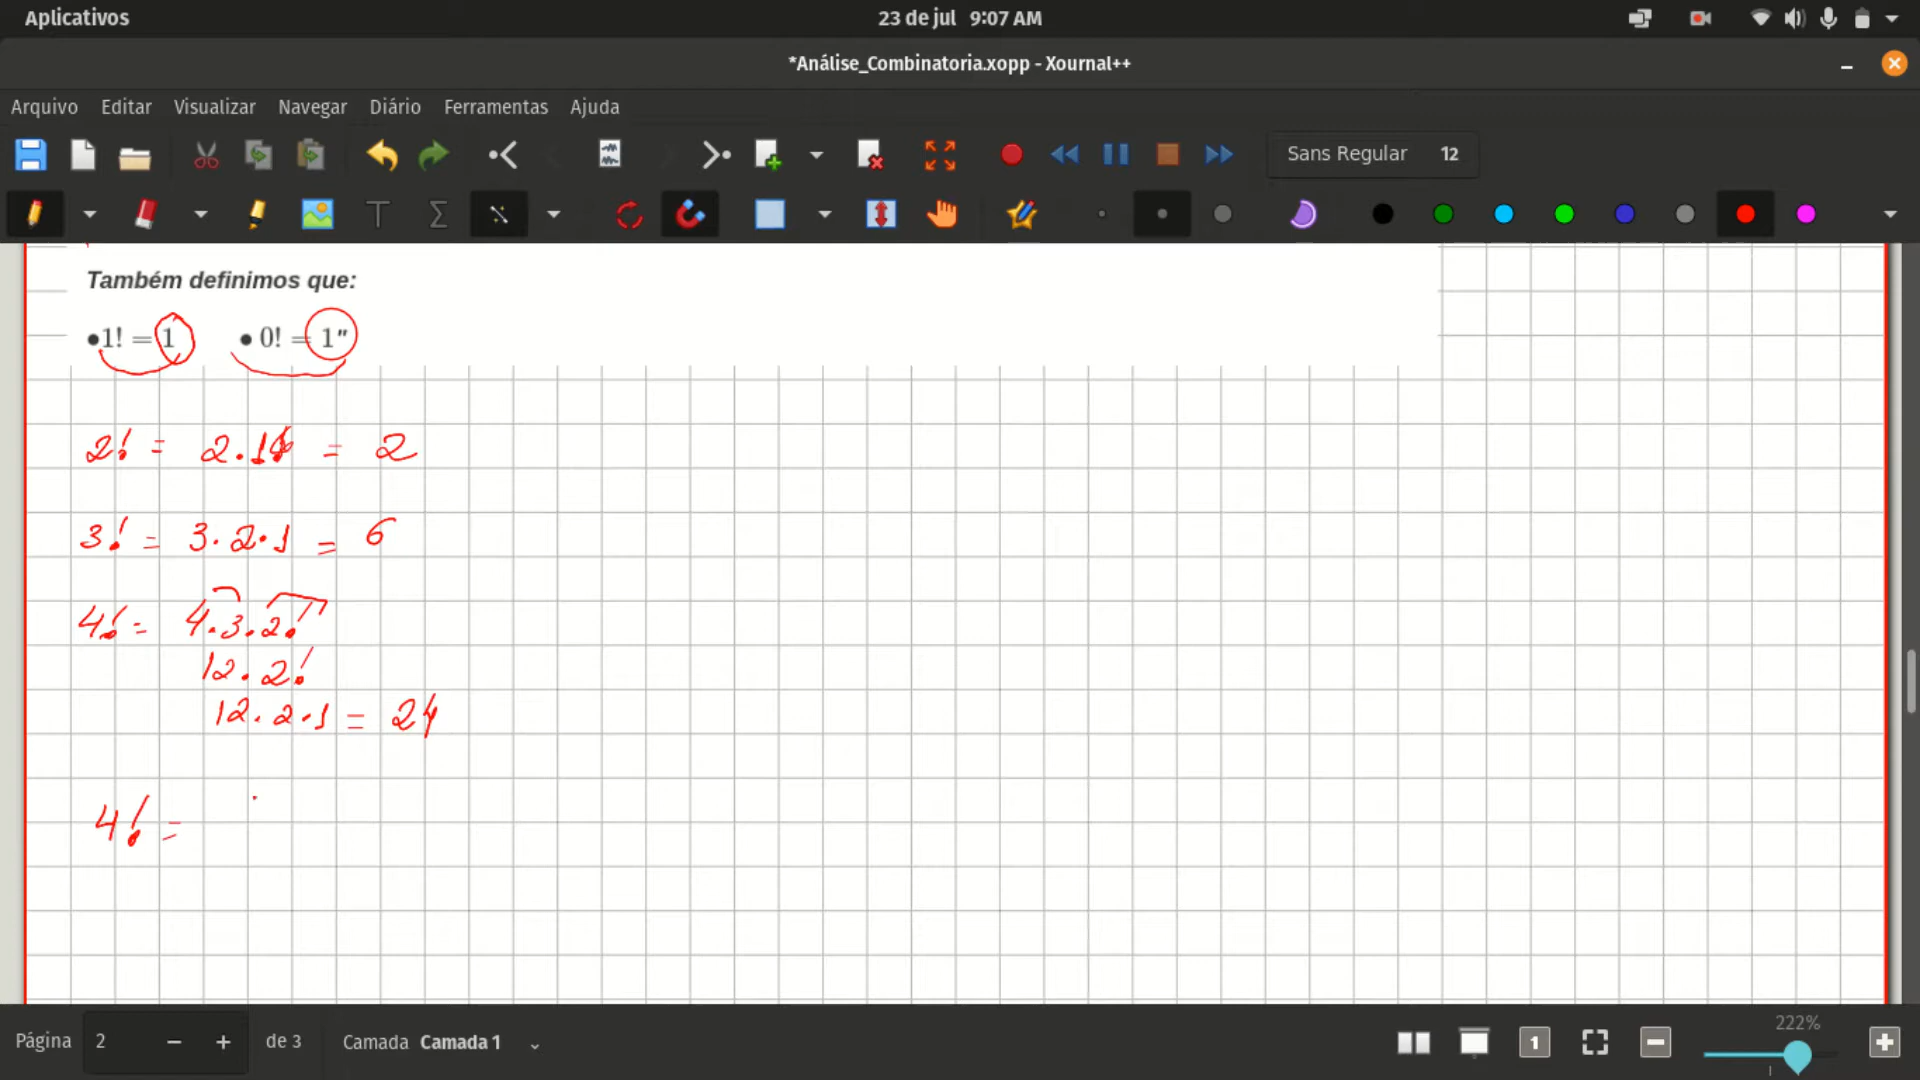 Aplicativos 23 de jul 9:07 AM
*Análise_Combinatoria.xopp - Xournal++
Arquivo Editar Visualizar Navegar Diário Ferramentas Ajuda
Sans Regular 12
Também definimos que:
•1! = 1 • 0! = 1"
2! = 2.1! = 2
3! = 3.2.1 = 6
4! = 4.3.2!
12.2!
12.2.1 = 24
4! =
222%
Página 2 − + de 3 Camada Camada 1 1